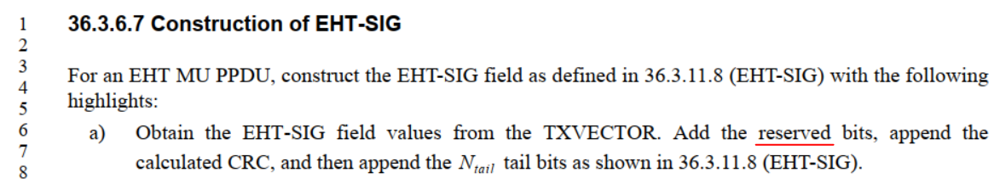 1 36.3.6.7 Construction of EHT-SIG
2
3 For an EHT MU PPDU, construct the EHT-SIG field as defined in 36.3.11.8 (EHT-SIG) with the following
4
5 highlights:
6 a) Obtain the EHT-SIG field values from the TXVECTOR. Add the reserved bits, append the
7
8 calculated CRC, and then append the N_tail tail bits as shown in 36.3.11.8 (EHT-SIG).